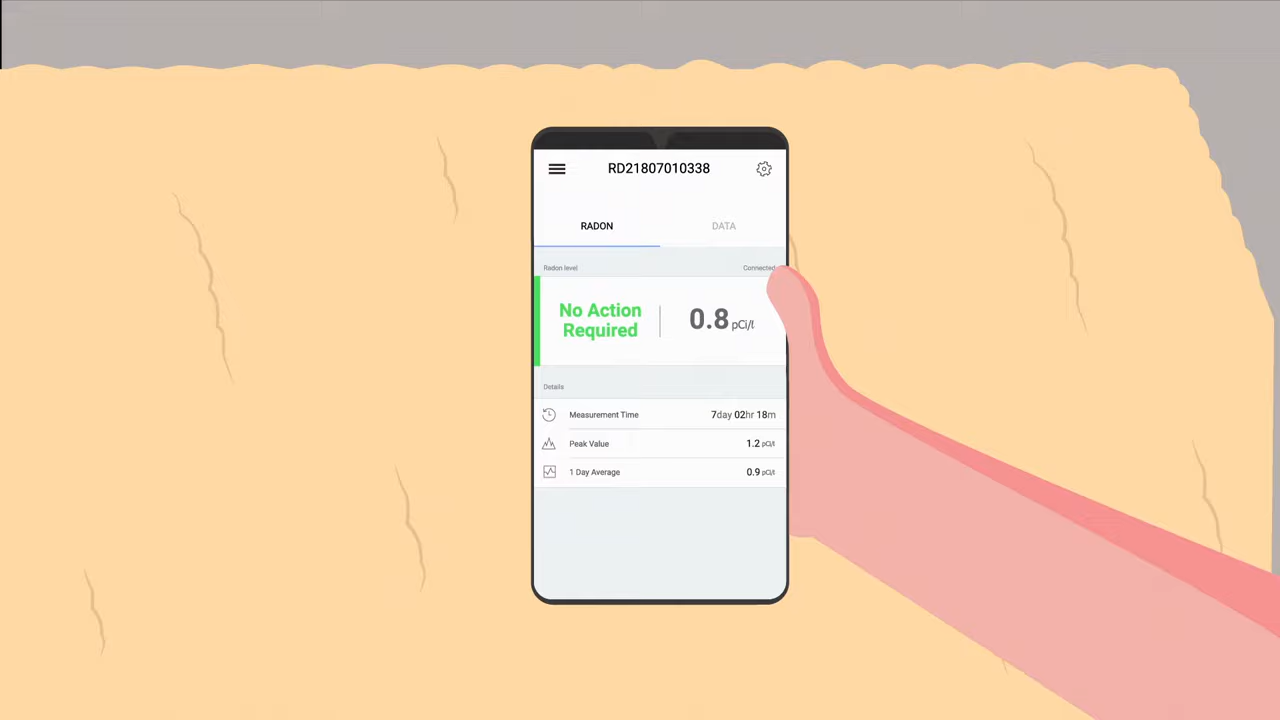 RD21807010338
RADON DATA
Radon level Connected
No Action
Required
0.8 pCi/ℓ
Details
Measurement Time 7day 02hr 18m
Peak Value 1.2 pCi/ℓ
1 Day Average 0.9 pCi/ℓ